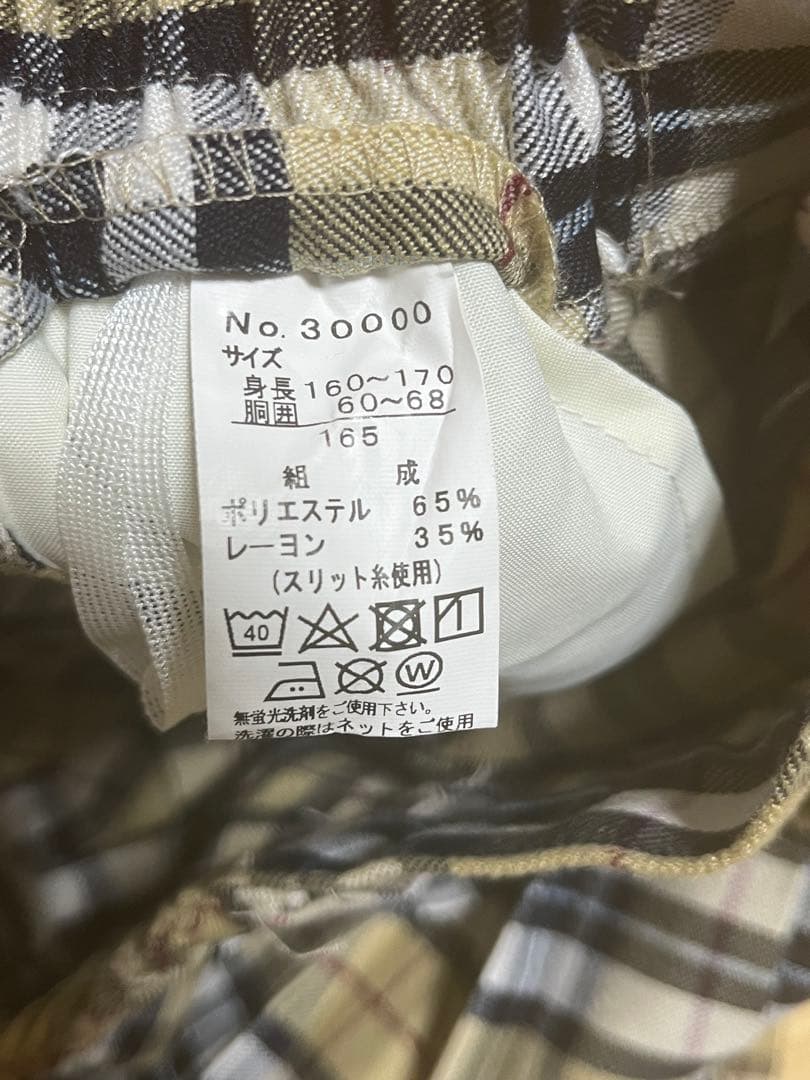 No. 30000
サイズ
身長 160～170
胴囲 60～68
165
組 成
ポリエステル 65%
レーヨン 35%
(スリット糸使用)
40
W
無蛍光洗剤をご使用下さい。
洗濯の際はネットをご使用